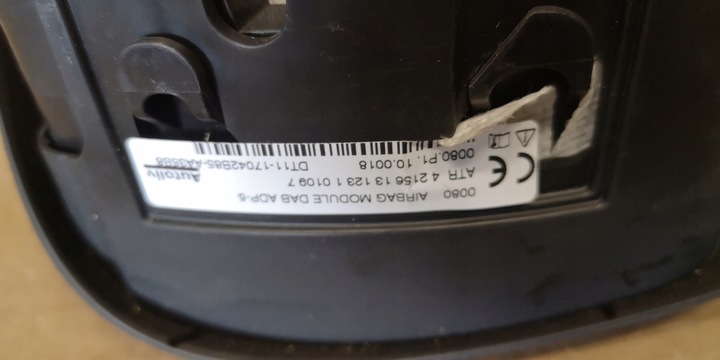 0080 AIRBAG MODULE DAB ADP-5
ATR 4 2156 13 123 1 0109 7
0080.P1. 10.0018
DT11-17042B85-AA35B8
Autoliv
CE